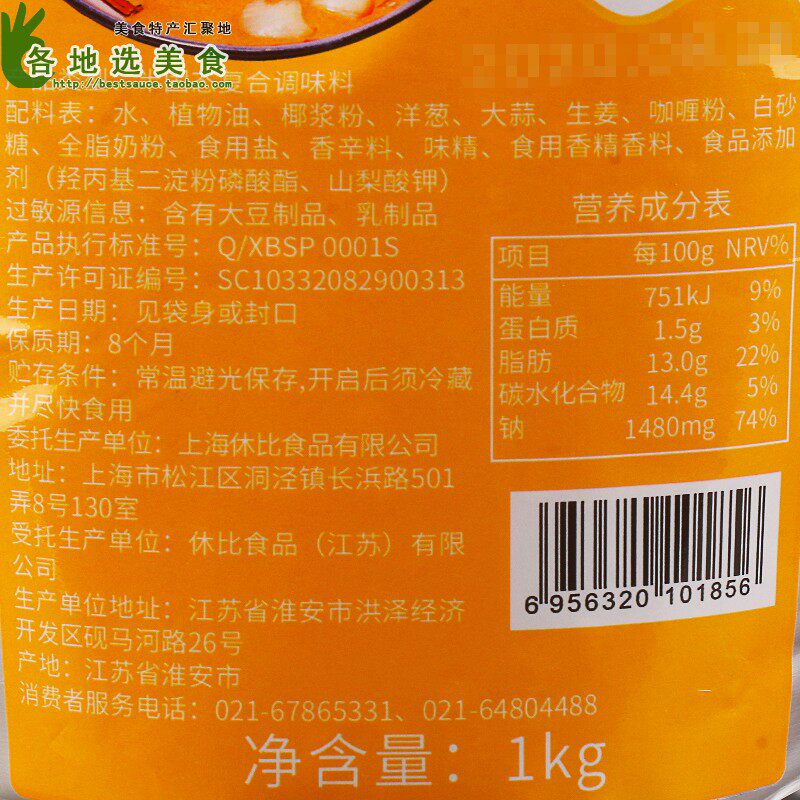 美食特产汇聚地
各地选美食
http://bestsauce.taobao.com
复合调味料
配料表：水、植物油、椰浆粉、洋葱、大蒜、生姜、咖喱粉、白砂
糖、全脂奶粉、食用盐、香辛料、味精、食用香精香料、食品添加
剂（羟丙基二淀粉磷酸酯、山梨酸钾）
过敏源信息：含有大豆制品、乳制品
产品执行标准号：Q/XBSP 0001S
生产许可证编号：SC10332082900313
生产日期：见袋身或封口
保质期：8个月
贮存条件：常温避光保存,开启后须冷藏
并尽快食用
委托生产单位：上海休比食品有限公司
地址：上海市松江区洞泾镇长浜路501
弄8号130室
受托生产单位：休比食品（江苏）有限
公司
生产单位地址：江苏省淮安市洪泽经济
开发区砚马河路26号
产地：江苏省淮安市
消费者服务电话：021-67865331、021-64804488
净含量：1kg
营养成分表
项目 每100g NRV%
能量 751kJ 9%
蛋白质 1.5g 3%
脂肪 13.0g 22%
碳水化合物 14.4g 5%
钠 1480mg 74%
6 956320 101856